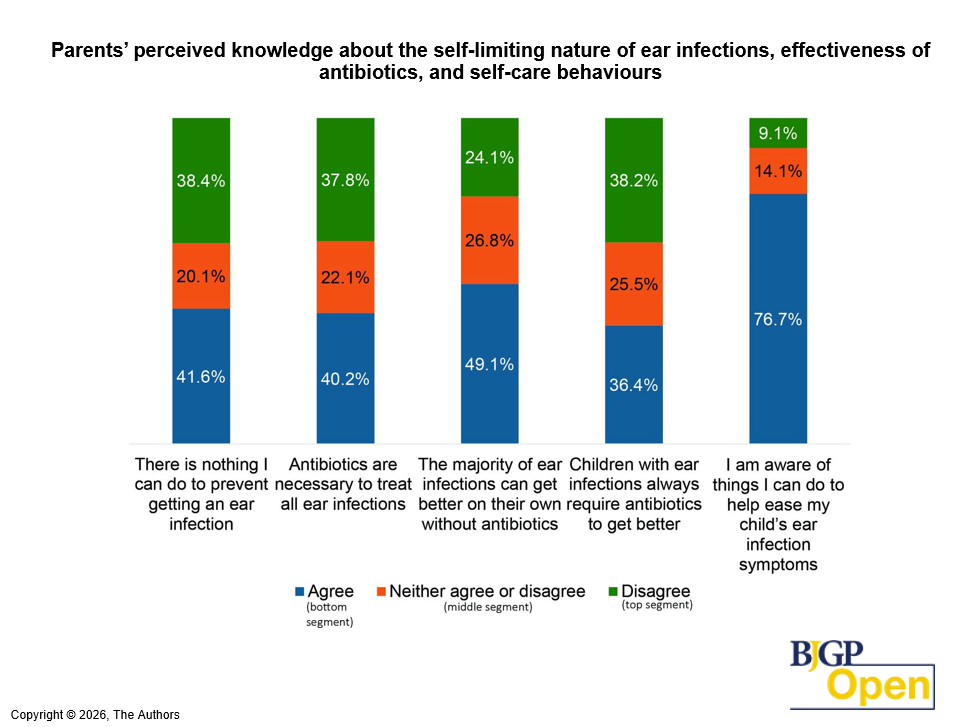 Parents’ perceived knowledge about the self-limiting nature of ear infections, effectiveness of
antibiotics, and self-care behaviours
38.4%
20.1%
41.6%
37.8%
22.1%
40.2%
24.1%
26.8%
49.1%
38.2%
25.5%
36.4%
9.1%
14.1%
76.7%
There is nothing I
can do to prevent
getting an ear
infection
Antibiotics are
necessary to treat
all ear infections
The majority of ear
infections can get
better on their own
without antibiotics
Children with ear
infections always
require antibiotics
to get better
I am aware of
things I can do to
help ease my
child’s ear
infection
symptoms
Agree
(bottom
segment)
Neither agree or disagree
(middle segment)
Disagree
(top segment)
BJGP
Open
Copyright © 2026, The Authors